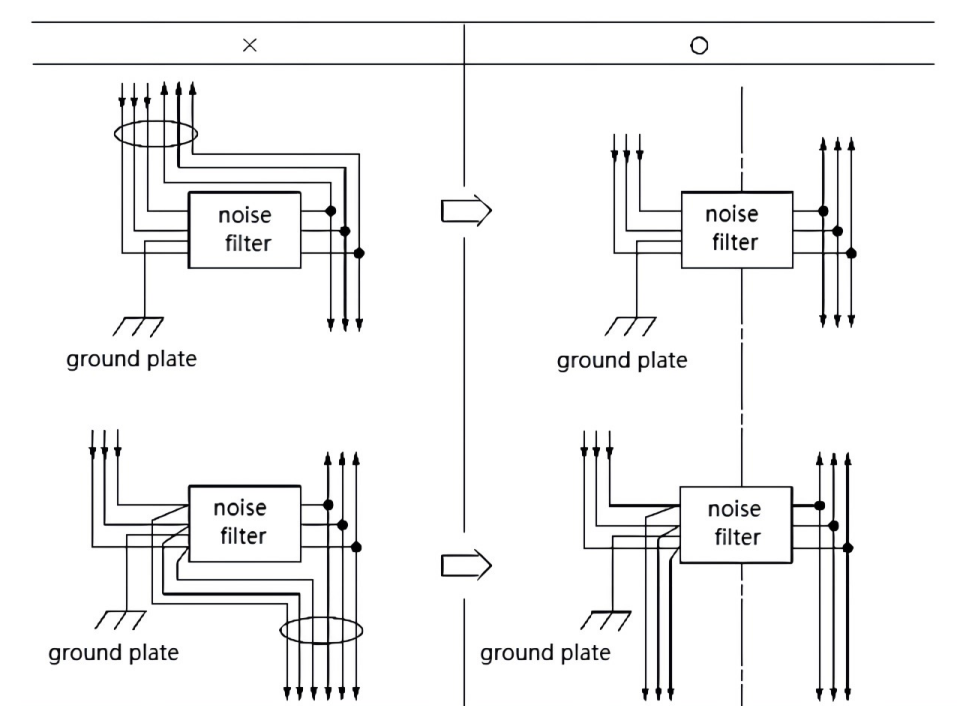 × ○
noise noise
filter filter
ground plate ground plate
noise noise
filter filter
ground plate ground plate